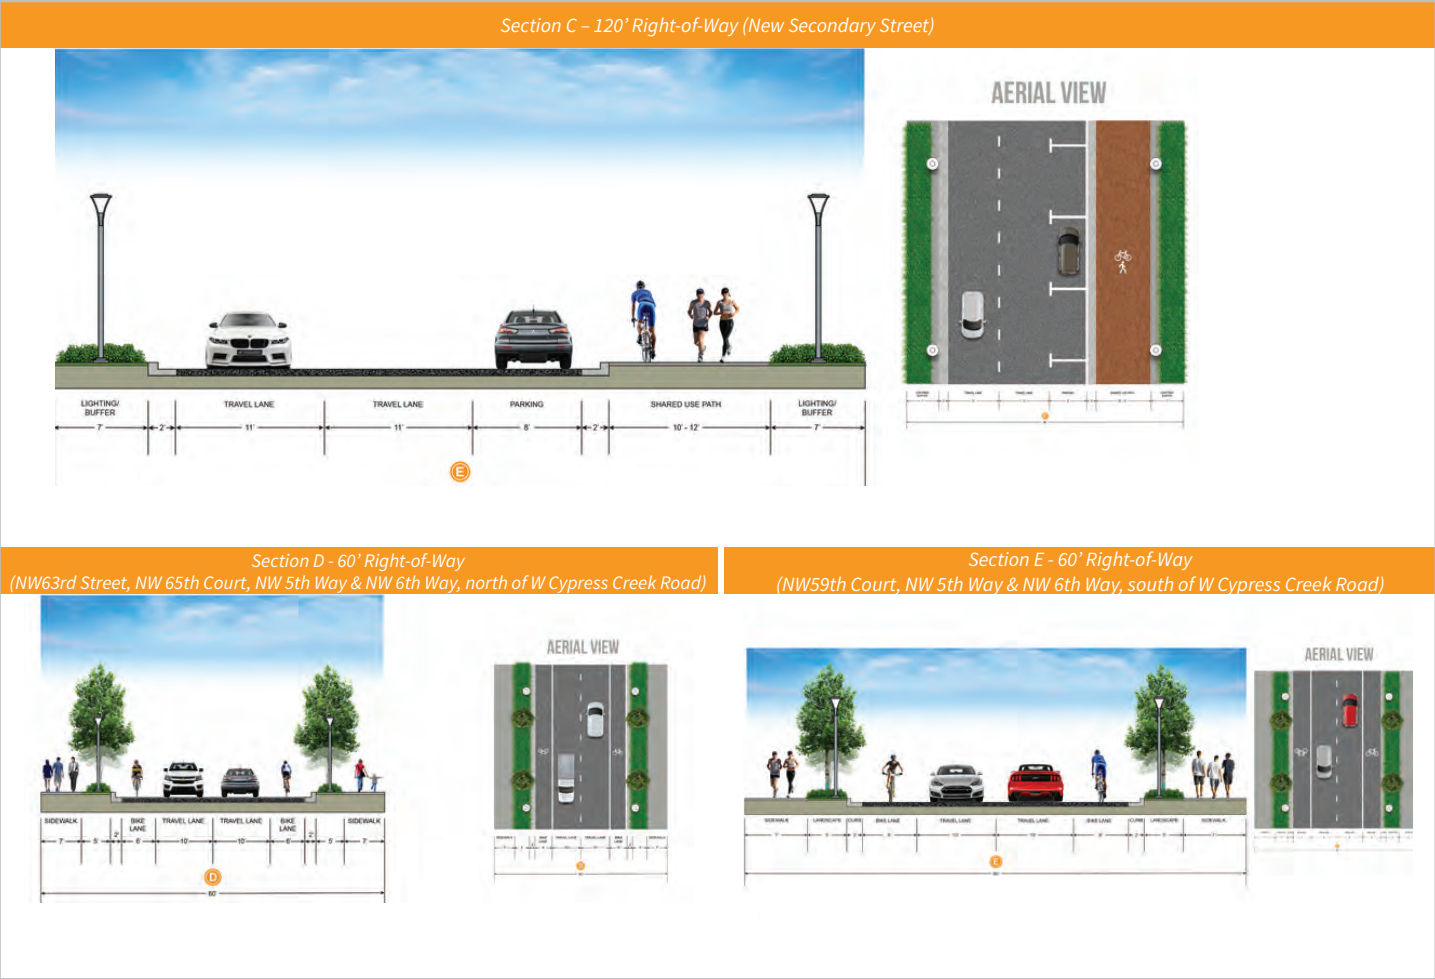 Section C – 120’ Right-of-Way (New Secondary Street)
AERIAL VIEW
LIGHTING/
BUFFER
TRAVEL LANE
TRAVEL LANE
PARKING
SHARED USE PATH
LIGHTING/
BUFFER
7' 2' 11' 11' 8' 2' 10' - 12' 7'
E
Section D - 60’ Right-of-Way
(NW63rd Street, NW 65th Court, NW 5th Way & NW 6th Way, north of W Cypress Creek Road)
AERIAL VIEW
SIDEWALK
BIKE
LANE
TRAVEL LANE
TRAVEL LANE
BIKE
LANE
SIDEWALK
7' 5' 2' 6' 10' 10' 6' 2' 5' 7'
D
60'
Section E - 60’ Right-of-Way
(NW59th Court, NW 5th Way & NW 6th Way, south of W Cypress Creek Road)
AERIAL VIEW
SIDEWALK
LANDSCAPE
CURB
BIKE LANE
TRAVEL LANE
TRAVEL LANE
BIKE LANE
CURB
LANDSCAPE
SIDEWALK
E